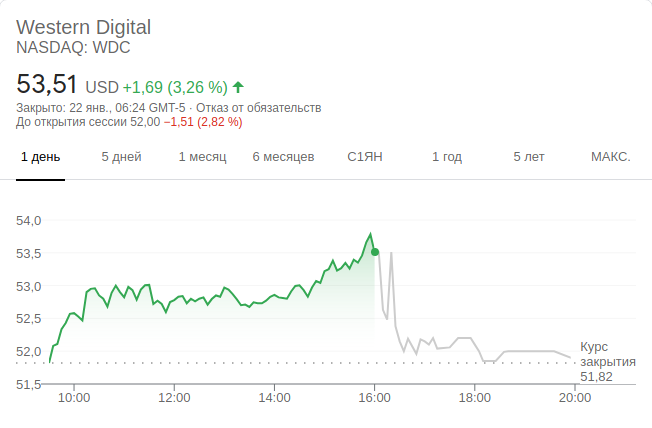 Western Digital
NASDAQ: WDC
53,51 USD +1,69 (3,26 %)
Закрыто: 22 янв., 06:24 GMT-5 · Отказ от обязательств
До открытия сессии 52,00 −1,51 (2,82 %)
1 день 5 дней 1 месяц 6 месяцев С1ЯН 1 год 5 лет МАКС.
54,0
53,5
53,0
52,5
52,0
51,5
Курс
закрытия
51,82
10:00 12:00 14:00 16:00 18:00 20:00